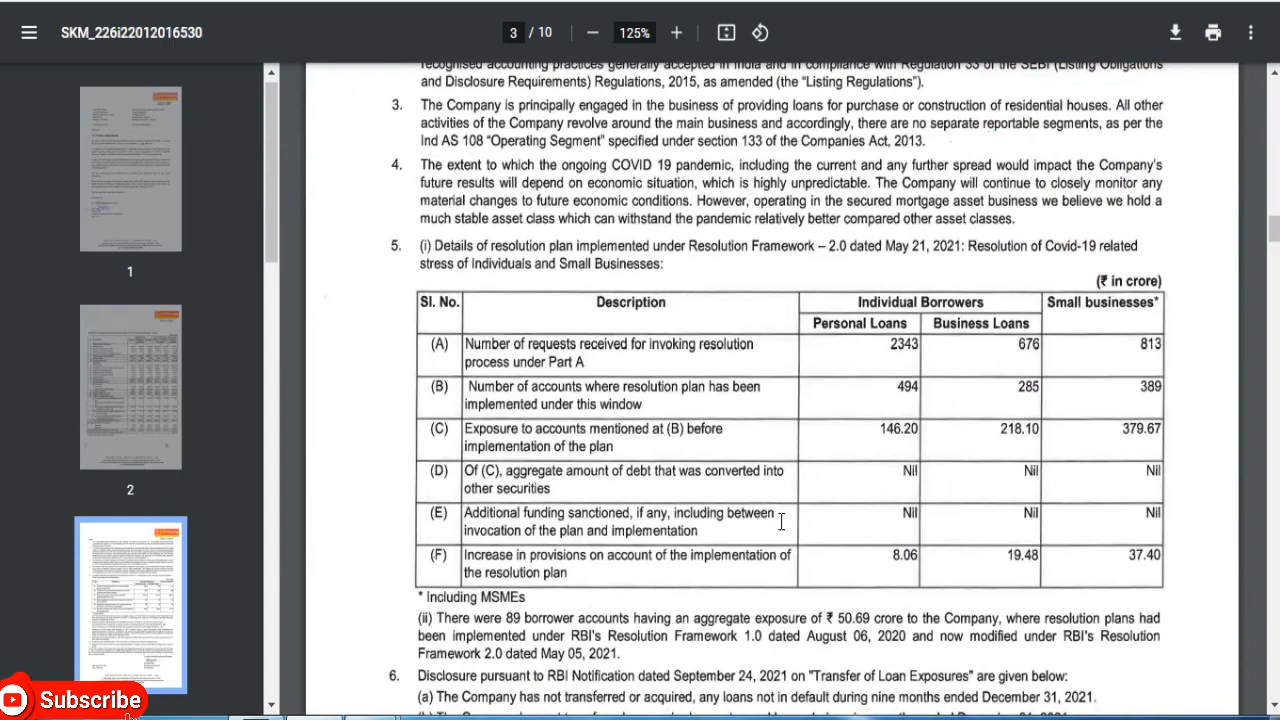 SKM_226i22012016530
3 / 10
125%
recognised accounting practices generally accepted in India and in compliance with Regulation 33 of the SEBI (Listing Obligations
and Disclosure Requirements) Regulations, 2015, as amended (the "Listing Regulations").
3. The Company is principally engaged in the business of providing loans for purchase or construction of residential houses. All other
activities of the Company revolve around the main business and accordingly, there are no separate reportable segments, as per the
Ind AS 108 "Operating Segment" specified under section 133 of the Companies Act, 2013.
4. The extent to which the ongoing COVID 19 pandemic, including Omicron and any further spread would impact the Company's
future results will depend on economic situation, which is highly unpredictable. The Company will continue to closely monitor any
material changes to future economic conditions. However, operating in the secured mortgage asset business we believe we hold a
much stable asset class which can withstand the pandemic relatively better compared other asset classes.
5. (i) Details of resolution plan implemented under Resolution Framework – 2.0 dated May 21, 2021: Resolution of Covid-19 related
stress of Individuals and Small Businesses:
(₹ in crore)
Sl. No. Description Individual Borrowers Small businesses*
Personal Loans Business Loans
(A) Number of requests received for invoking resolution 2343 676 813
process under Part A
(B) Number of accounts where resolution plan has been 494 285 389
implemented under this window
(C) Exposure to accounts mentioned at (B) before 146.20 218.10 379.67
implementation of the plan
(D) Of (C), aggregate amount of debt that was converted into Nil Nil Nil
other securities
(E) Additional funding sanctioned, if any, including between Nil Nil Nil
invocation of the plan and implementation
(F) Increase in provisions on account of the implementation of 8.06 19.48 37.40
the resolution plan
* Including MSMEs
(ii) There were 17 borrower accounts having an aggregate exposure of ₹
crore to the Company, where resolution plans had
been implemented under RBI's Resolution Framework 1.0 dated August
2020 and now modified under RBI's Resolution
Framework 2.0 dated May 05, 2021.
6. Disclosure pursuant to RBI Notification dated September 24, 2021 on "Transfer of Loan Exposures" are given below:
(a) The Company has not transferred or acquired, any loans not in default during nine months ended December 31, 2021.
1
2
Subscribe